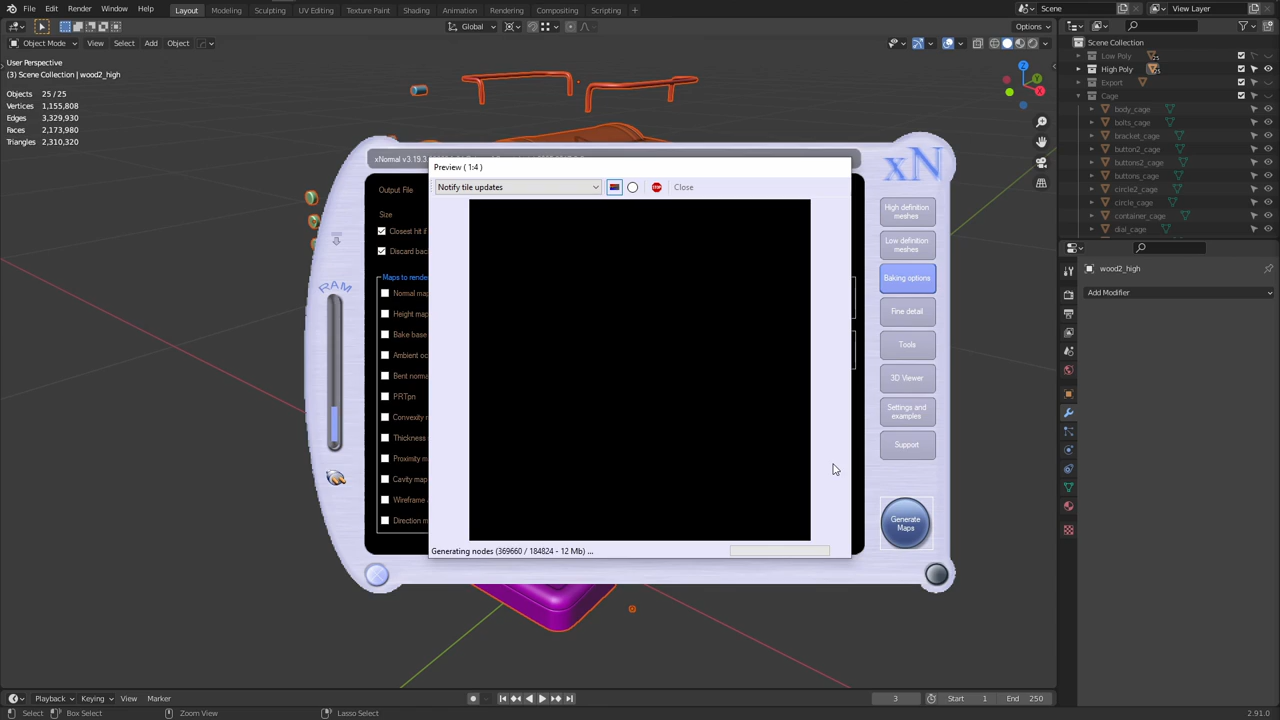 File Edit Render Window Help
Layout Modeling Sculpting UV Editing Texture Paint Shading Animation Rendering Compositing Scripting
Scene
View Layer
Global
Options
Object Mode View Select Add Object
User Perspective
(3) Scene Collection | wood2_high
Objects 25 / 25
Vertices 1,155,808
Edges 3,329,930
Faces 2,173,980
Triangles 2,310,320
Scene Collection
Low Poly
High Poly
Export
Cage
body_cage
bolts_cage
bracket_cage
button2_cage
buttons2_cage
buttons_cage
circle2_cage
circle_cage
container_cage
dial_cage
wood2_high
Add Modifier
xN
RAM
Output File
Size
Closest hit if
Discard bac
Maps to rende
Height map
Bake base
Ambient oc
PRTpn
Thickness
Cavity map
Direction m
Preview ( 1:4 )
Notify tile updates
STOP
Close
Generating nodes (369660 / 184824 - 12 Mb) ...
High definition
meshes
Low definition
meshes
Baking options
Fine detail
Tools
3D Viewer
Settings and
examples
Support
Generate
Maps
X
Y
Z
Playback Keying View Marker
3
Start 1
End 250
Select
Box Select
Zoom View
Lasso Select
2.91.0